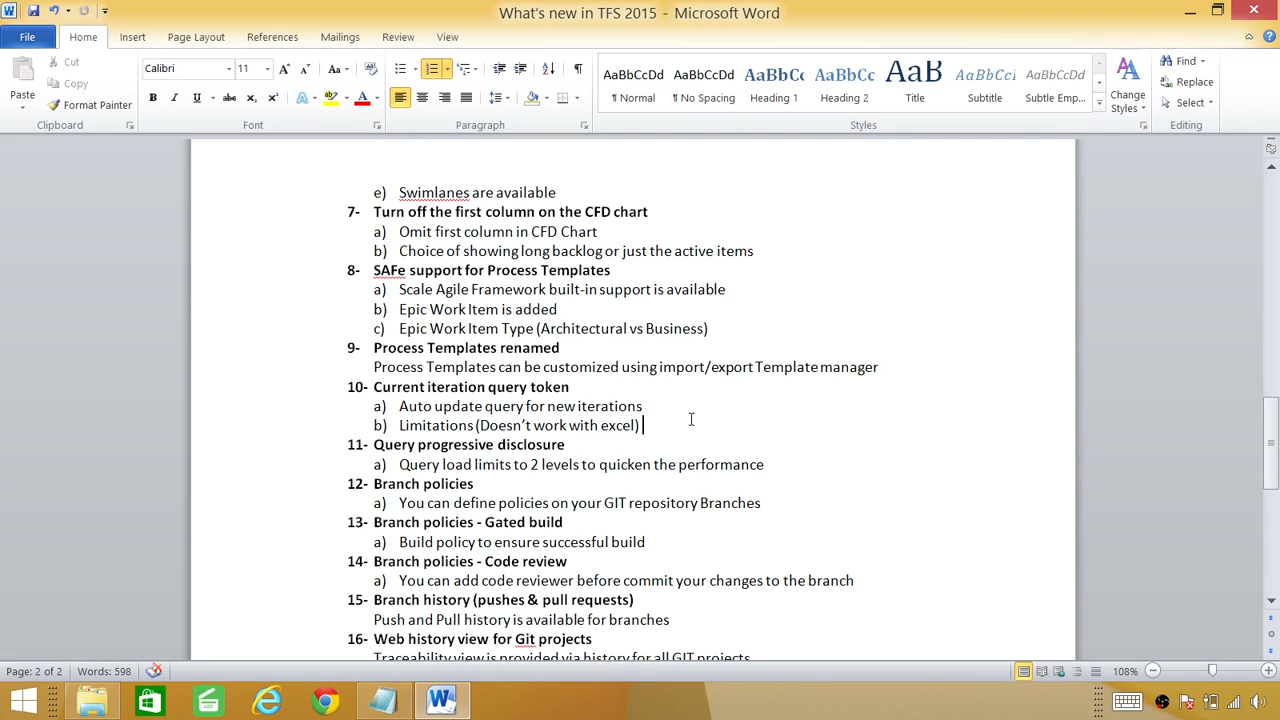 What's new in TFS 2015 - Microsoft Word
File Home Insert Page Layout References Mailings Review View
Cut
Copy
Format Painter
Paste
Calibri 11
AaBbCcDd AaBbCcDd AaBbCc AaBbCc AaB AaBbCcI AaBbCcDd
¶ Normal ¶ No Spacing Heading 1 Heading 2 Title Subtitle Subtle Emp...
Change Styles
Find
Replace
Select
Clipboard Font Paragraph Styles Editing
e) Swimlanes are available
7- Turn off the first column on the CFD chart
a) Omit first column in CFD Chart
b) Choice of showing long backlog or just the active items
8- SAFe support for Process Templates
a) Scale Agile Framework built-in support is available
b) Epic Work Item is added
c) Epic Work Item Type (Architectural vs Business)
9- Process Templates renamed
Process Templates can be customized using import/export Template manager
10- Current iteration query token
a) Auto update query for new iterations
b) Limitations (Doesn’t work with excel)
11- Query progressive disclosure
a) Query load limits to 2 levels to quicken the performance
12- Branch policies
a) You can define policies on your GIT repository Branches
13- Branch policies - Gated build
a) Build policy to ensure successful build
14- Branch policies - Code review
a) You can add code reviewer before commit your changes to the branch
15- Branch history (pushes & pull requests)
Push and Pull history is available for branches
16- Web history view for Git projects
Traceability view is provided via history for all GIT projects
Page: 2 of 2 Words: 598 108%